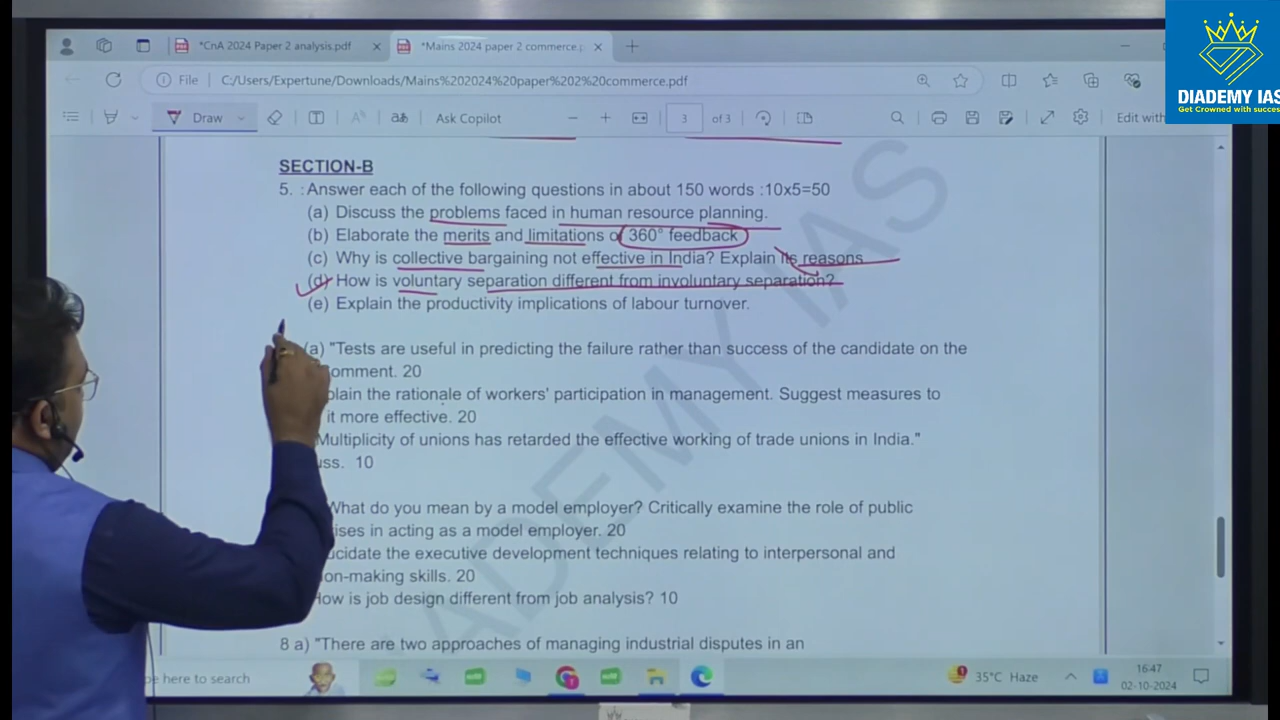 *CnA 2024 Paper 2 analysis.pdf
*Mains 2024 paper 2 commerce.p
DIADEMY IAS
Get Crowned with succes
File C:/Users/Expertune/Downloads/Mains%202024%20paper%202%20commerce.pdf
Draw Ask Copilot 3 of 3 Edit with
SECTION-B
5. : Answer each of the following questions in about 150 words :10x5=50
(a) Discuss the problems faced in human resource planning.
(b) Elaborate the merits and limitations of 360° feedback
(c) Why is collective bargaining not effective in India? Explain its reasons
(d) How is voluntary separation different from involuntary separation?
(e) Explain the productivity implications of labour turnover.
(a) "Tests are useful in predicting the failure rather than success of the candidate on the
omment. 20
plain the rationale of workers' participation in management. Suggest measures to
it more effective. 20
Multiplicity of unions has retarded the effective working of trade unions in India."
uss. 10
What do you mean by a model employer? Critically examine the role of public
rises in acting as a model employer. 20
ucidate the executive development techniques relating to interpersonal and
on-making skills. 20
How is job design different from job analysis? 10
8 a) "There are two approaches of managing industrial disputes in an
DIADEMY IAS
e here to search
35°C Haze
16:47
02-10-2024